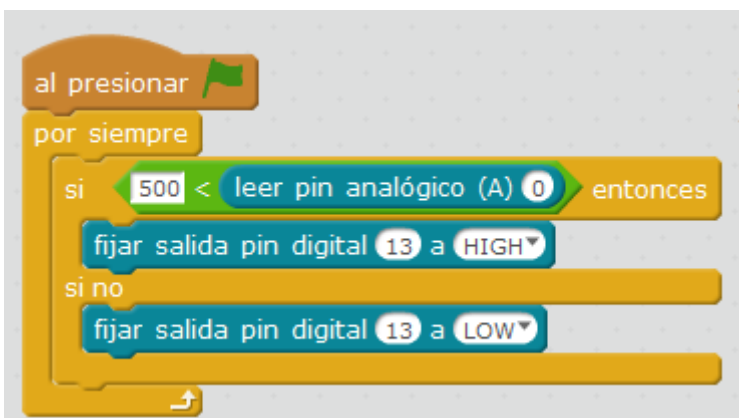 al presionar
por siempre
si 500 < leer pin analógico (A) 0 entonces
fijar salida pin digital 13 a HIGH
si no
fijar salida pin digital 13 a LOW